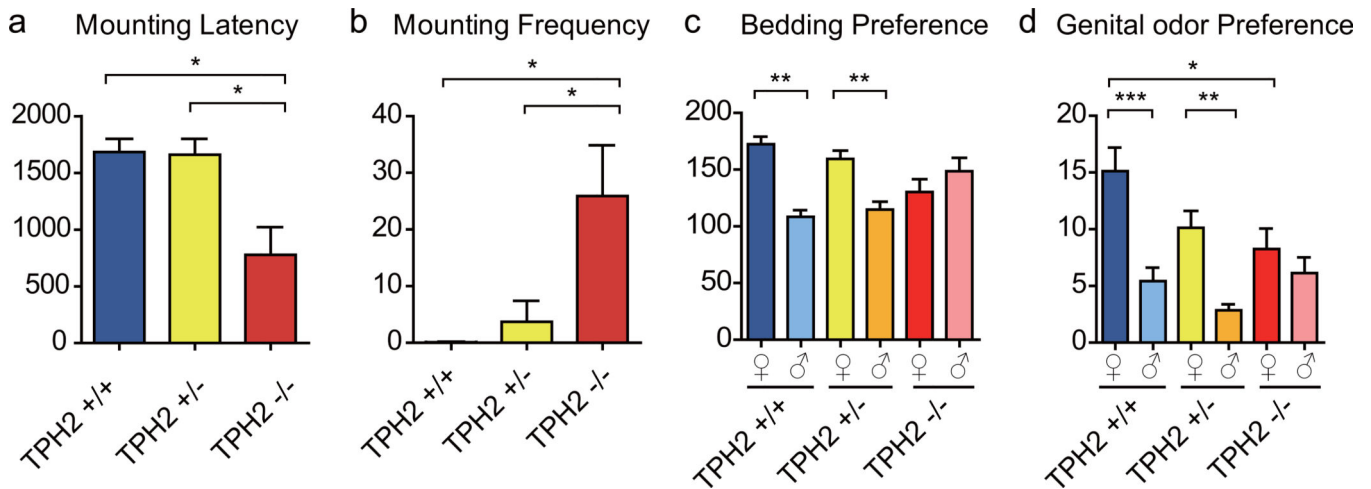 a Mounting Latency
*
*
2000
1500
1000
500
0
TPH2 +/+
TPH2 +/-
TPH2 -/-
b Mounting Frequency
*
*
40
30
20
10
0
TPH2 +/+
TPH2 +/-
TPH2 -/-
c Bedding Preference
** **
200
150
100
50
0
♀ ♂ ♀ ♂ ♀ ♂
TPH2 +/+
TPH2 +/-
TPH2 -/-
d Genital odor Preference
*
*** **
20
15
10
5
0
♀ ♂ ♀ ♂ ♀ ♂
TPH2 +/+
TPH2 +/-
TPH2 -/-